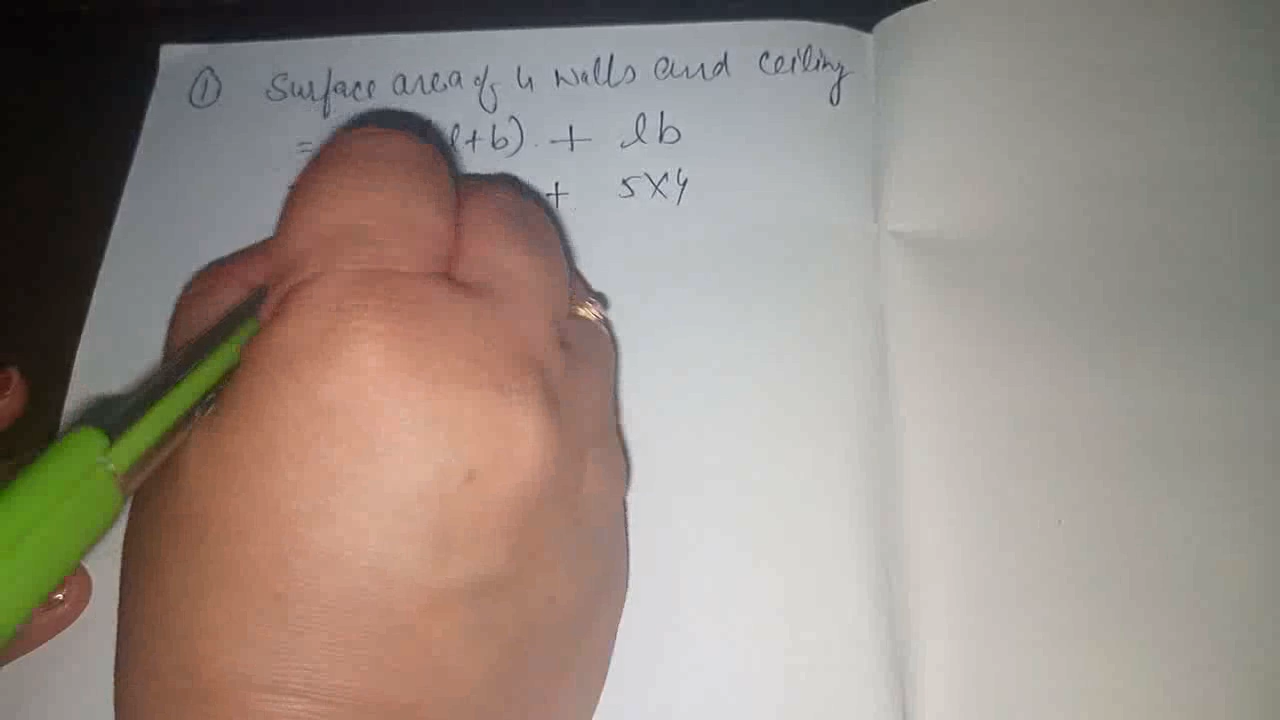 ① Surface area of 4 walls and ceiling
= l+b) + lb
+ 5×4